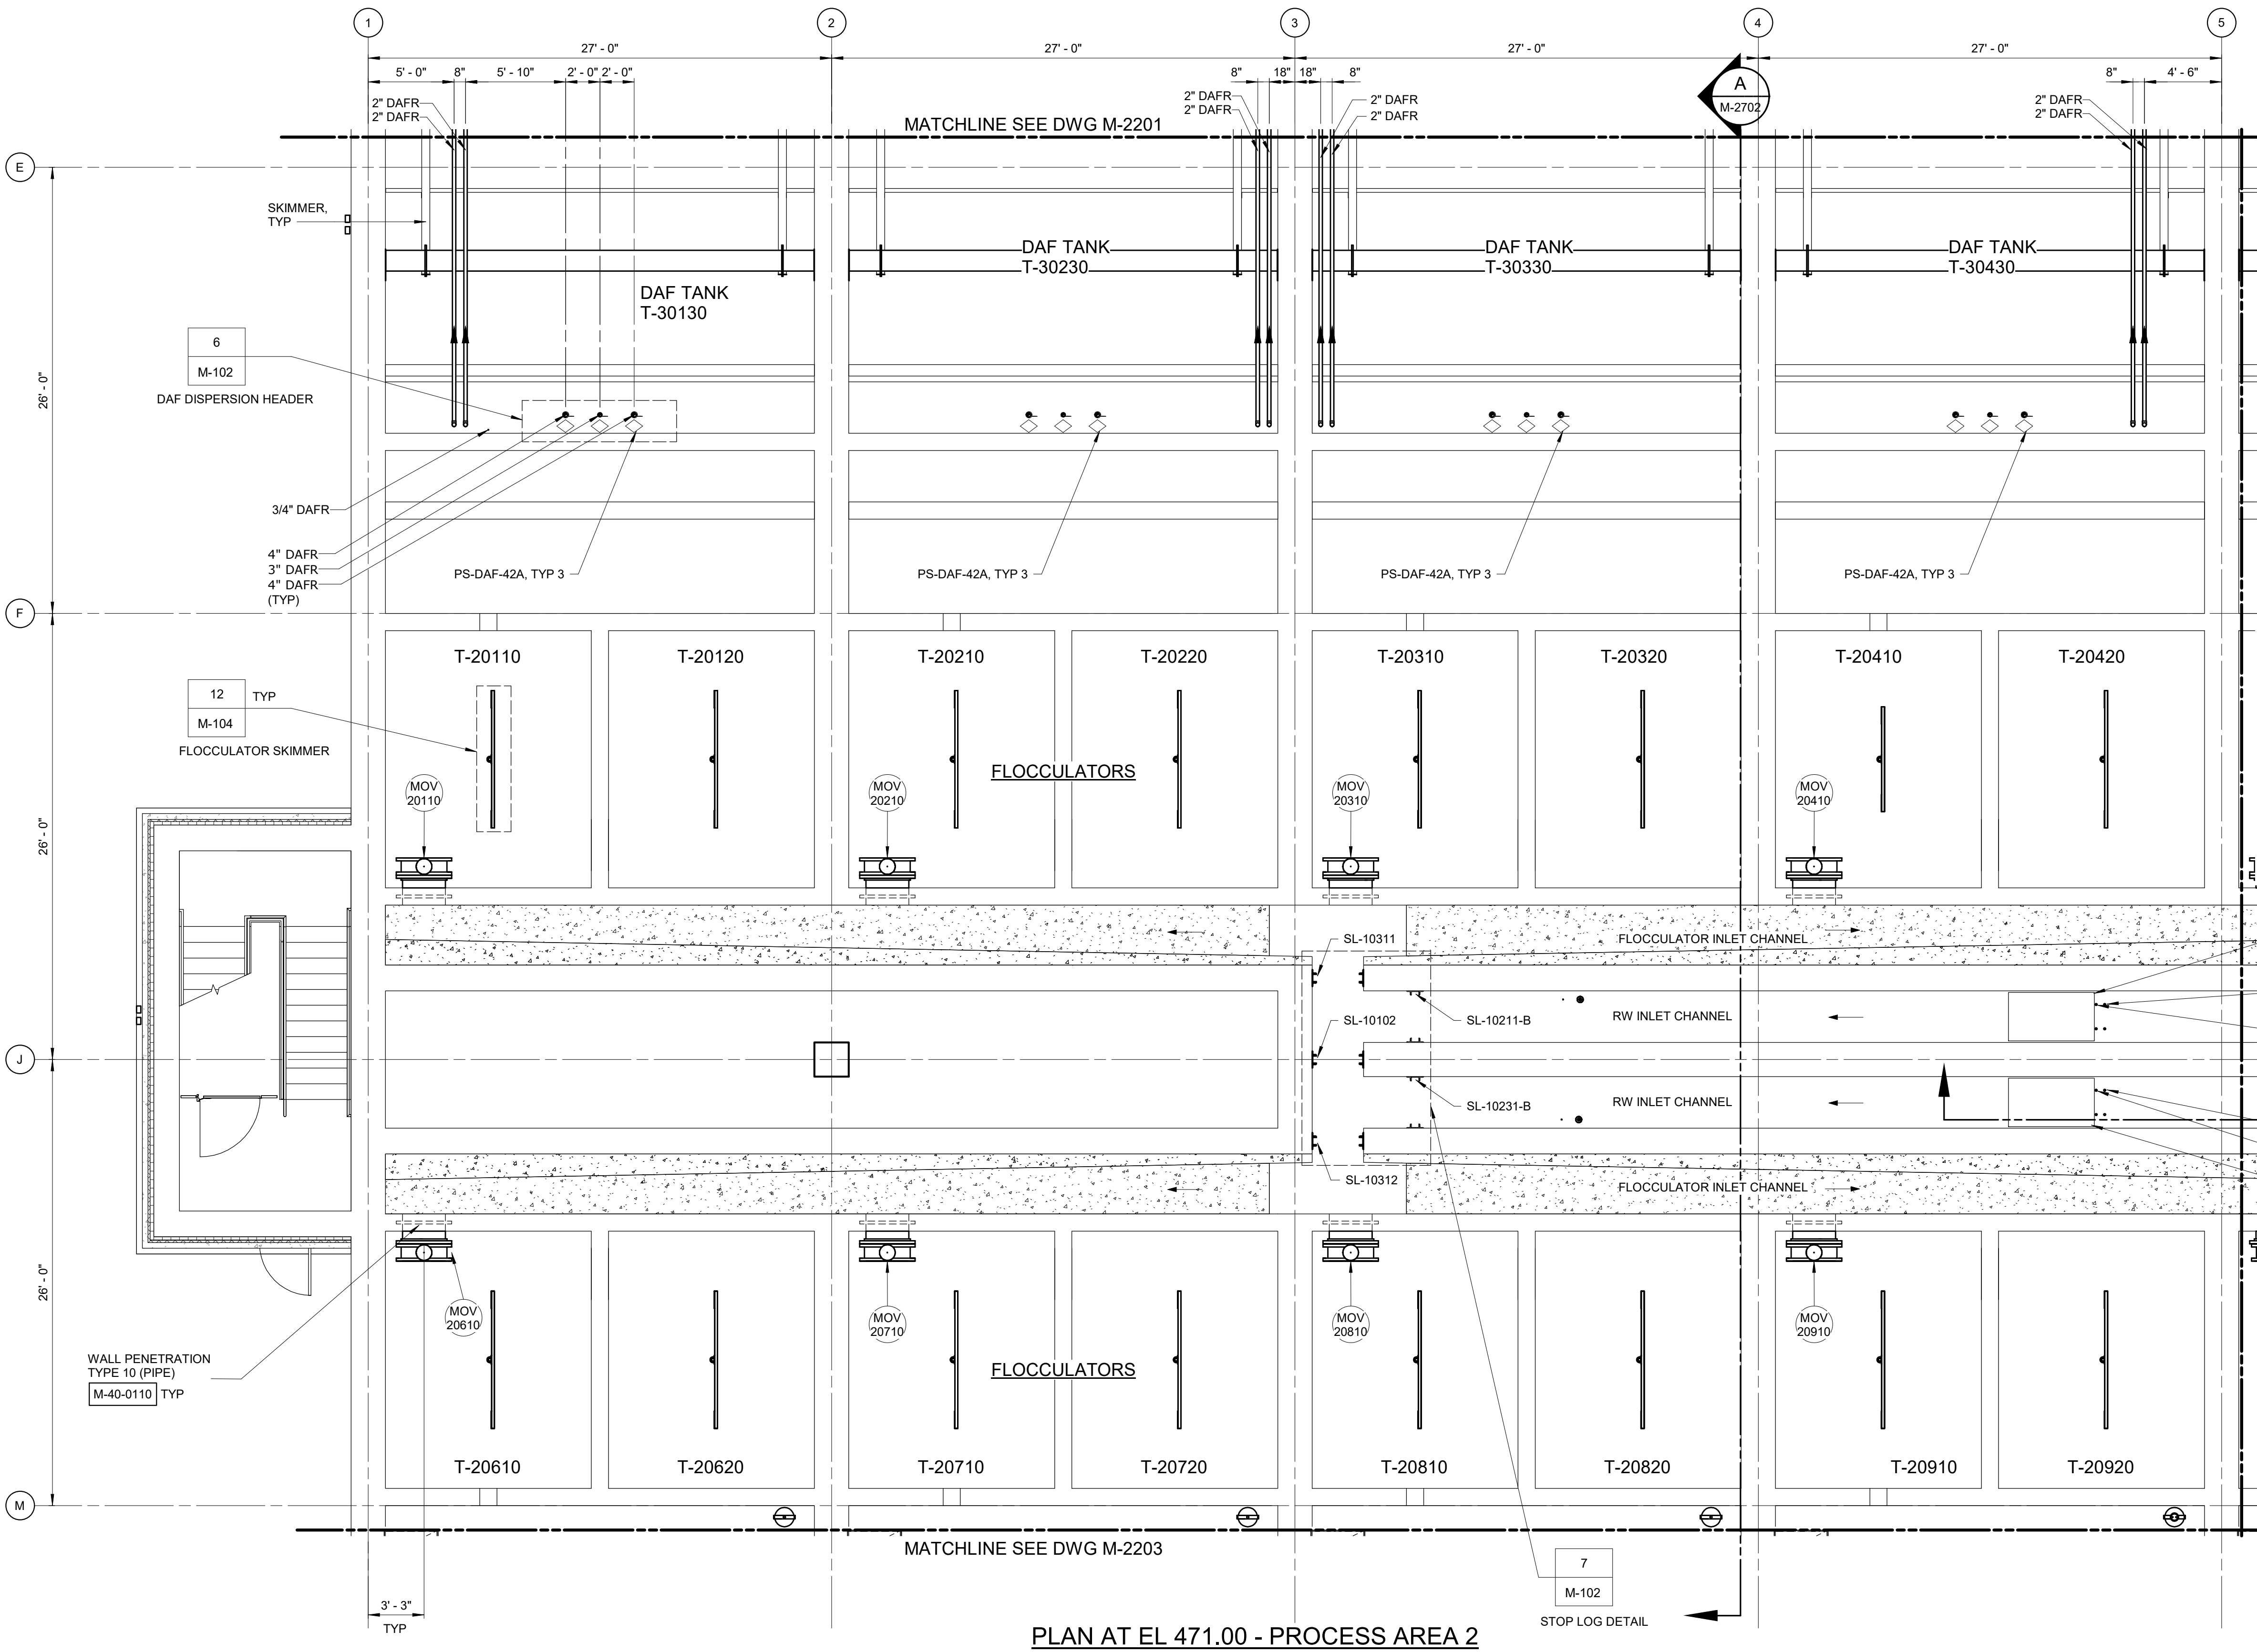 1
2
3
4
5
27' - 0"
27' - 0"
27' - 0"
27' - 0"
5' - 0"
8"
5' - 10"
2' - 0"
2' - 0"
8"
18"
18"
8"
8"
4' - 6"
A
M-2702
2" DAFR
2" DAFR
2" DAFR
2" DAFR
2" DAFR
2" DAFR
2" DAFR
2" DAFR
MATCHLINE SEE DWG M-2201
E
SKIMMER,
TYP
DAF TANK
T-30130
DAF TANK
T-30230
DAF TANK
T-30330
DAF TANK
T-30430
6
M-102
DAF DISPERSION HEADER
26' - 0"
3/4" DAFR
4" DAFR
3" DAFR
4" DAFR
(TYP)
PS-DAF-42A, TYP 3
PS-DAF-42A, TYP 3
PS-DAF-42A, TYP 3
PS-DAF-42A, TYP 3
F
T-20110
T-20120
T-20210
T-20220
T-20310
T-20320
T-20410
T-20420
12
TYP
M-104
FLOCCULATOR SKIMMER
FLOCCULATORS
MOV
20110
MOV
20210
MOV
20310
MOV
20410
26' - 0"
SL-10311
FLOCCULATOR INLET CHANNEL
SL-10102
SL-10211-B
RW INLET CHANNEL
J
SL-10231-B
RW INLET CHANNEL
SL-10312
FLOCCULATOR INLET CHANNEL
26' - 0"
MOV
20610
MOV
20710
MOV
20810
MOV
20910
WALL PENETRATION
TYPE 10 (PIPE)
M-40-0110 TYP
FLOCCULATORS
T-20610
T-20620
T-20710
T-20720
T-20810
T-20820
T-20910
T-20920
M
MATCHLINE SEE DWG M-2203
7
M-102
STOP LOG DETAIL
3' - 3"
TYP
PLAN AT EL 471.00 - PROCESS AREA 2